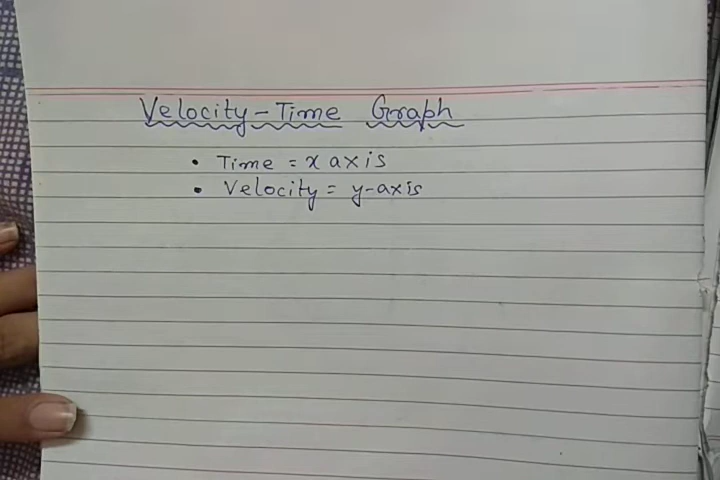 Velocity-Time Graph
• Time = x axis
• Velocity = y-axis